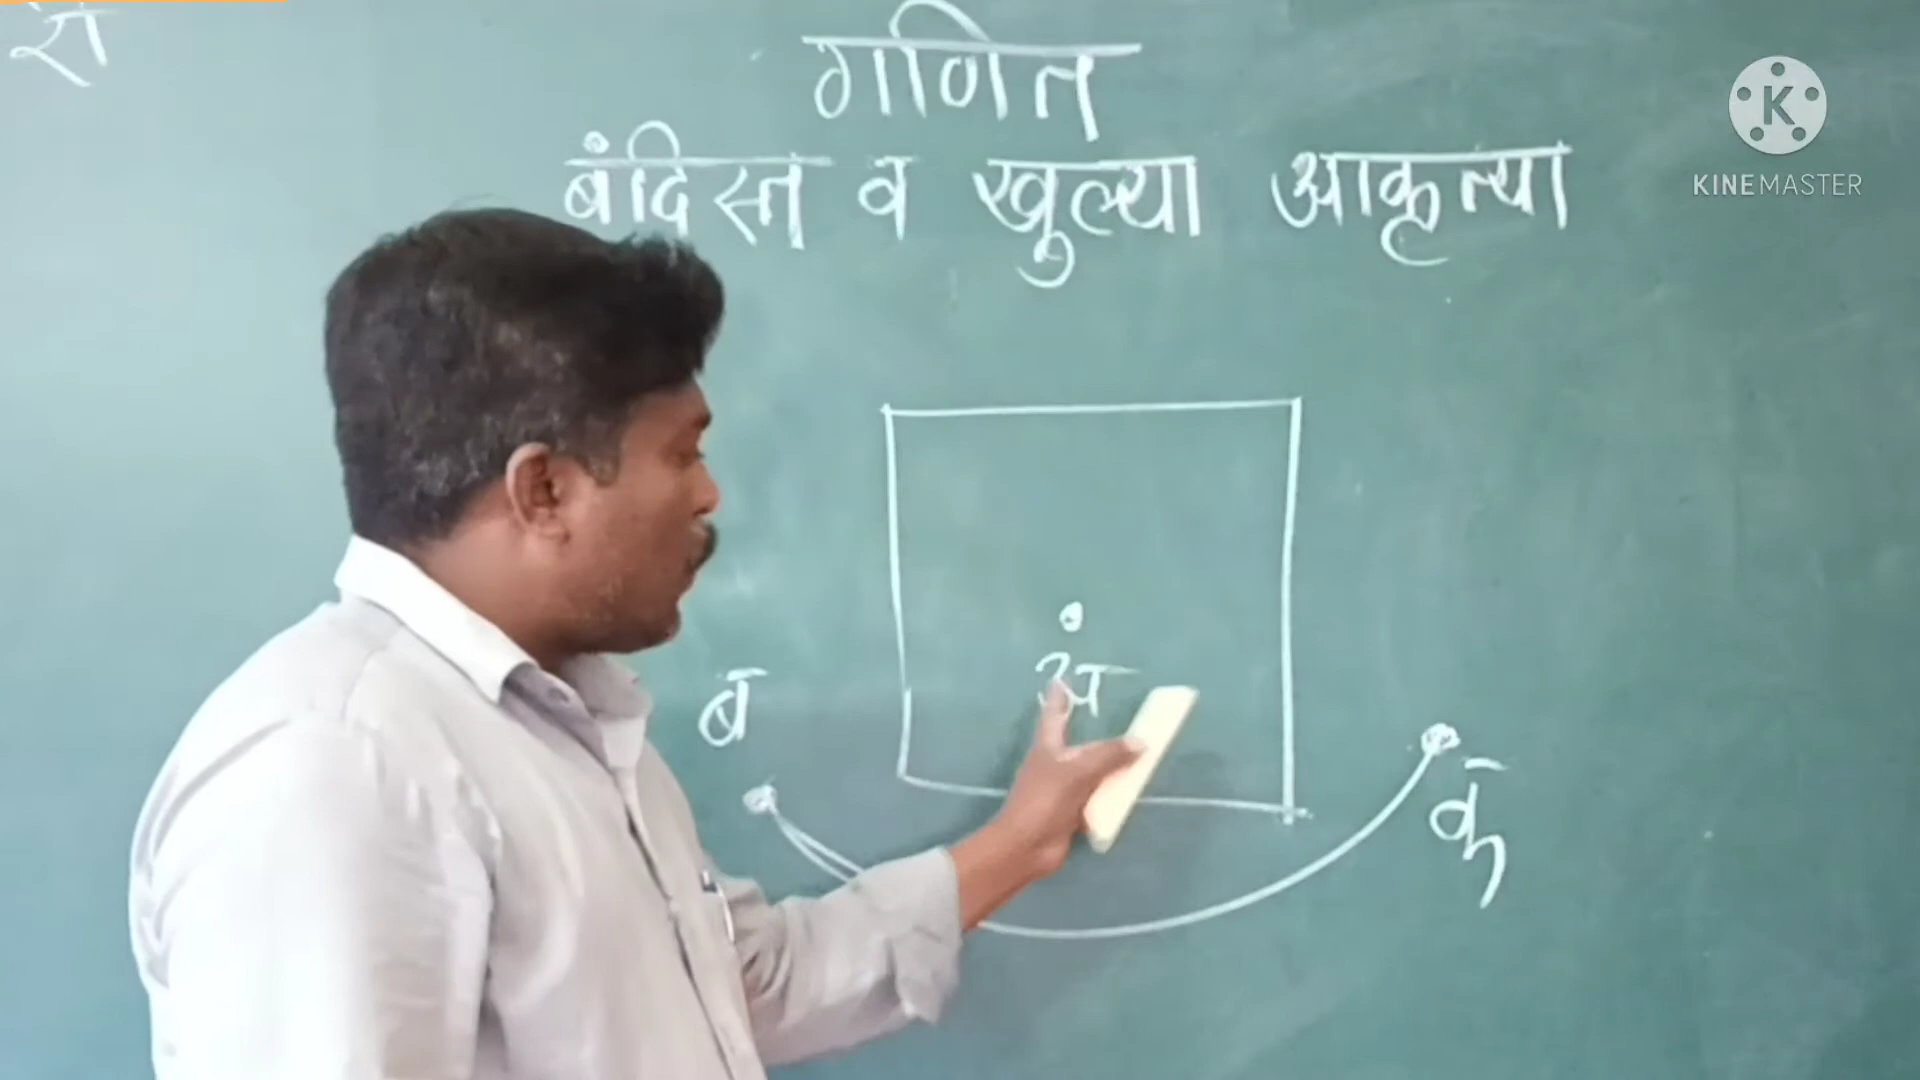 गणित
बंदिस्त व खुल्या आकृत्या
KINEMASTER
अ
ब
क